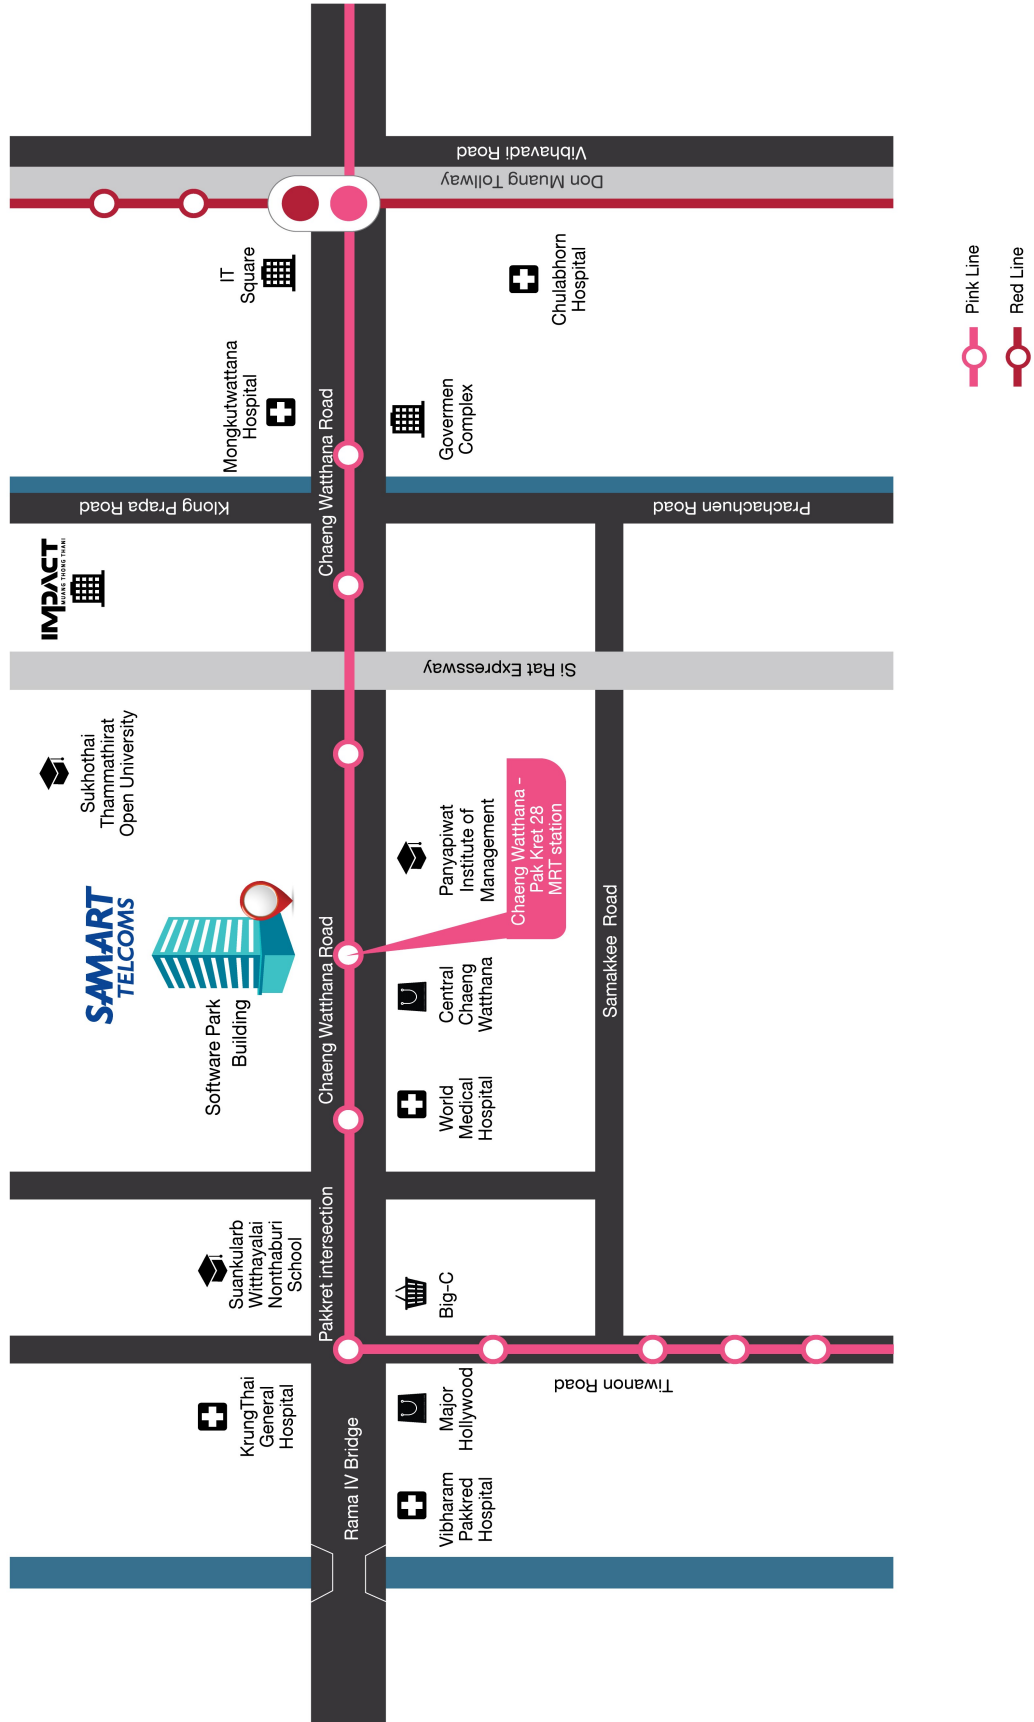 KrungThai
General
Hospital
Suankularb
Witthayalai
Nonthaburi
School
Software Park
Building
SAMART
TELCOMS
Sukhothai
Thammathirat
Open University
IMPACT
MUANG THONG THANI
Klong Prapa Road
Mongkutwattana
Hospital
IT
Square
Rama IV Bridge
Pakkret intersection
Chaeng Watthana Road
Chaeng Watthana Road
Vibharam
Pakkred
Hospital
Major
Hollywood
Big-C
World
Medical
Hospital
Central
Chaeng
Watthana
Panyapiwat
Institute of
Management
Chaeng Watthana -
Pak Kret 28
MRT station
Si Rat Expressway
Govermen
Complex
Chulabhorn
Hospital
Don Muang Tollway
Vibhavadi Road
Tiwanon Road
Samakkee Road
Prachachuen Road
Pink Line
Red Line